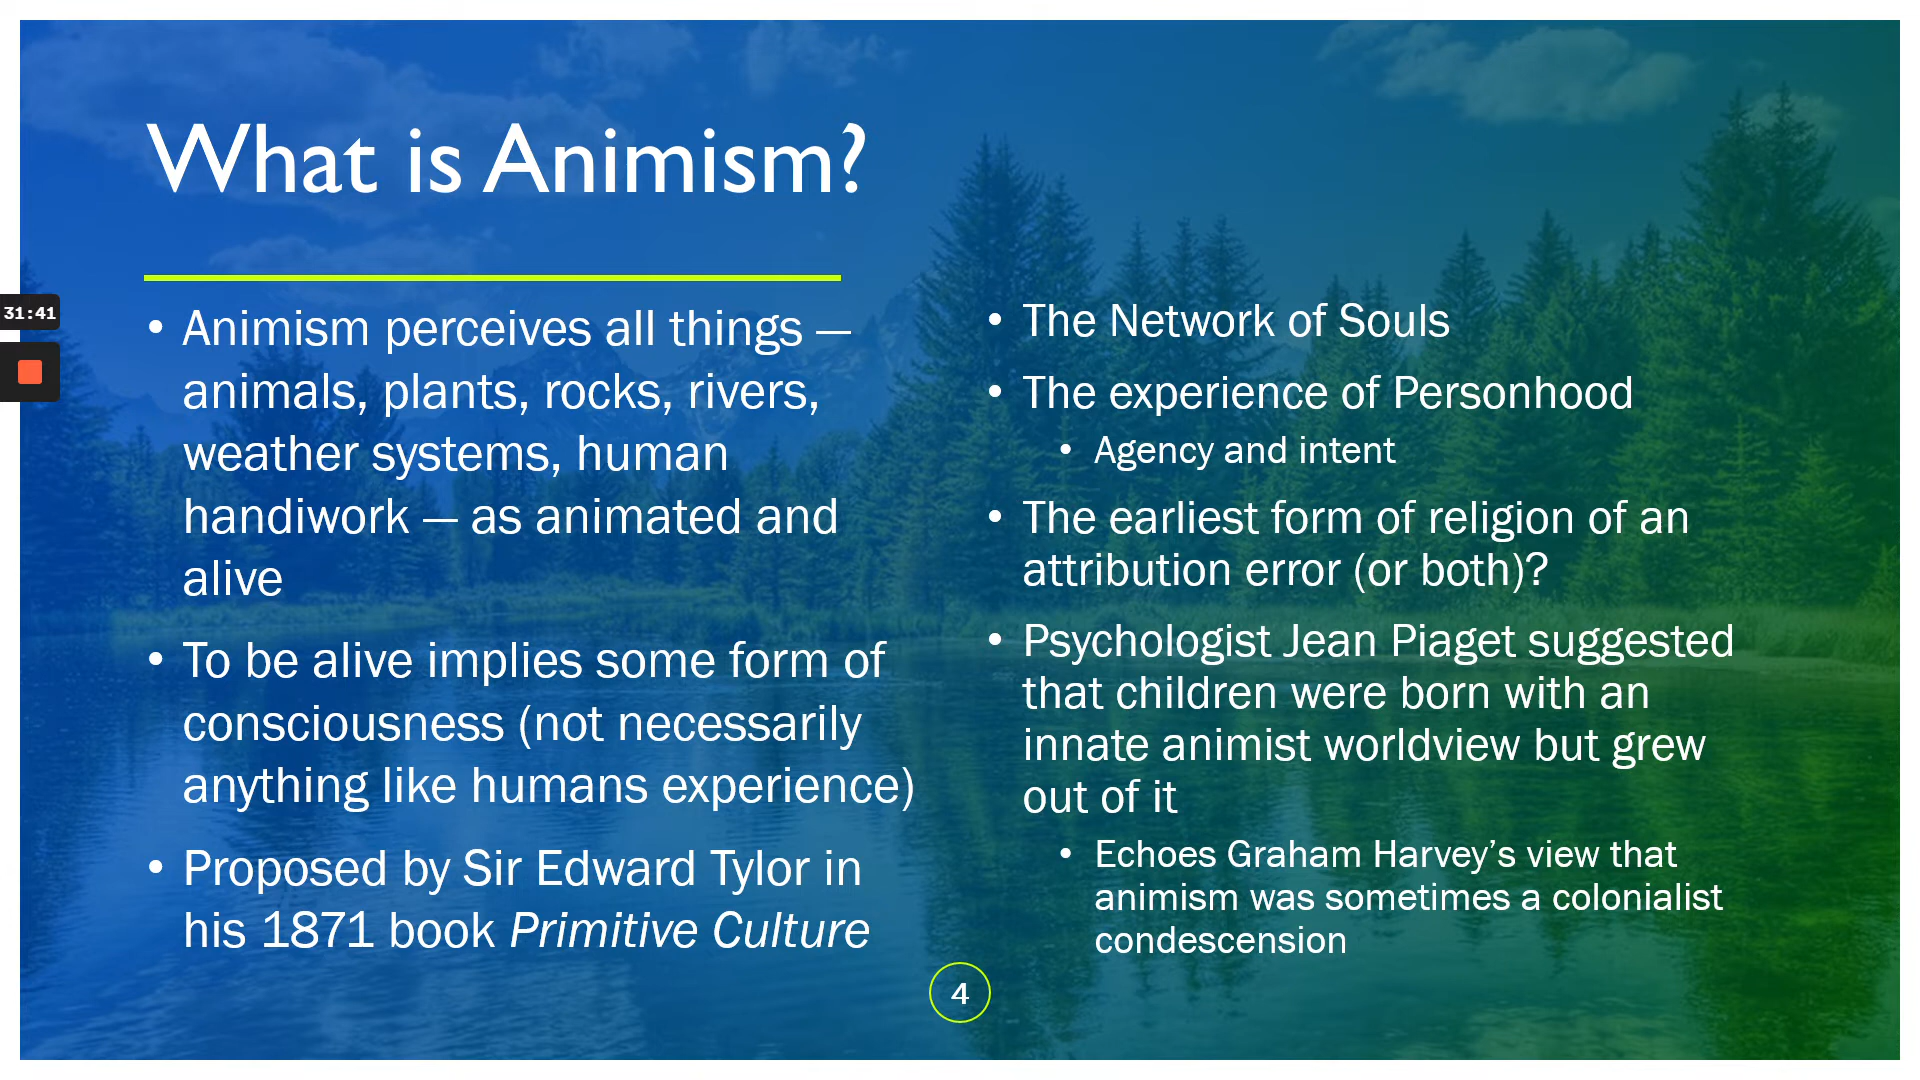 What is Animism?
31:41
• Animism perceives all things —
animals, plants, rocks, rivers,
weather systems, human
handiwork — as animated and
alive
• To be alive implies some form of
consciousness (not necessarily
anything like humans experience)
• Proposed by Sir Edward Tylor in
his 1871 book Primitive Culture
• The Network of Souls
• The experience of Personhood
• Agency and intent
• The earliest form of religion of an
attribution error (or both)?
• Psychologist Jean Piaget suggested
that children were born with an
innate animist worldview but grew
out of it
• Echoes Graham Harvey’s view that
animism was sometimes a colonialist
condescension
4